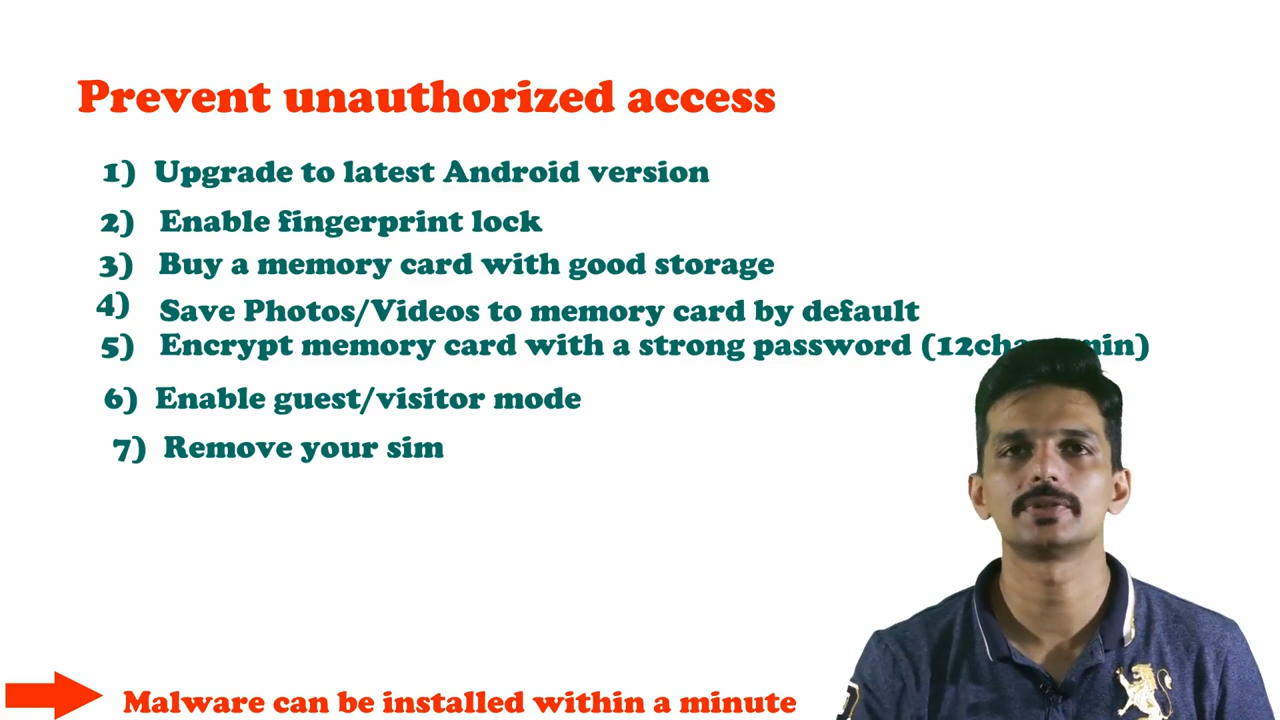 Prevent unauthorized access
1) Upgrade to latest Android version
2) Enable fingerprint lock
3) Buy a memory card with good storage
4) Save Photos/Videos to memory card by default
5) Encrypt memory card with a strong password (
6) Enable guest/visitor mode
7) Remove your sim
Malware can be installed within a minute